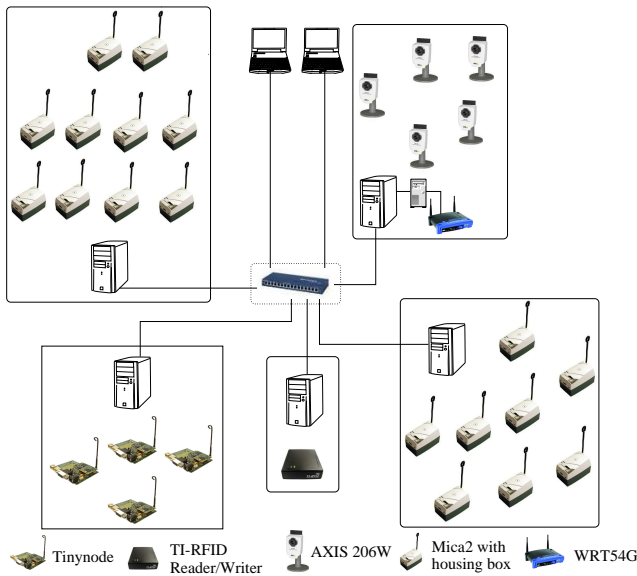 Tinynode
TI-RFID
Reader/Writer
AXIS 206W
Mica2 with
housing box
WRT54G